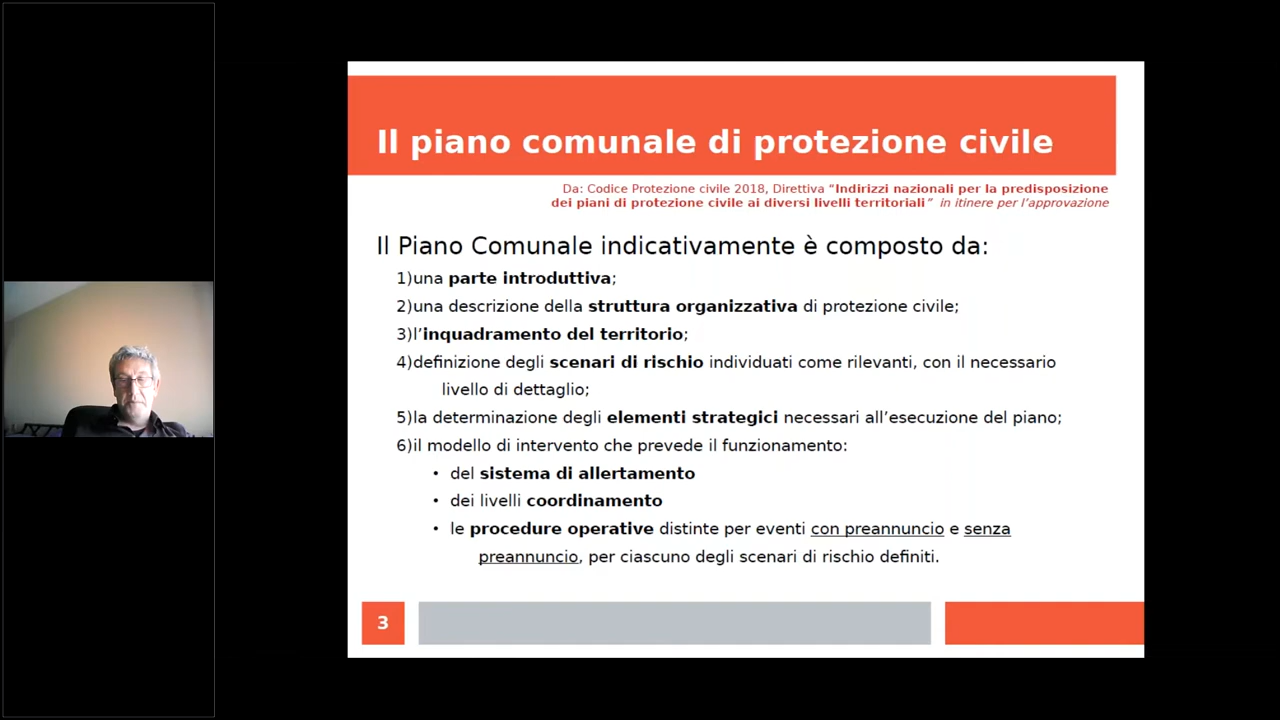 Il piano comunale di protezione civile
Da: Codice Protezione civile 2018, Direttiva “Indirizzi nazionali per la predisposizione
dei piani di protezione civile ai diversi livelli territoriali” in itinere per l’approvazione
Il Piano Comunale indicativamente è composto da:
1)una parte introduttiva;
2)una descrizione della struttura organizzativa di protezione civile;
3)l’inquadramento del territorio;
4)definizione degli scenari di rischio individuati come rilevanti, con il necessario
livello di dettaglio;
5)la determinazione degli elementi strategici necessari all’esecuzione del piano;
6)il modello di intervento che prevede il funzionamento:
• del sistema di allertamento
• dei livelli coordinamento
• le procedure operative distinte per eventi con preannuncio e senza
preannuncio, per ciascuno degli scenari di rischio definiti.
3